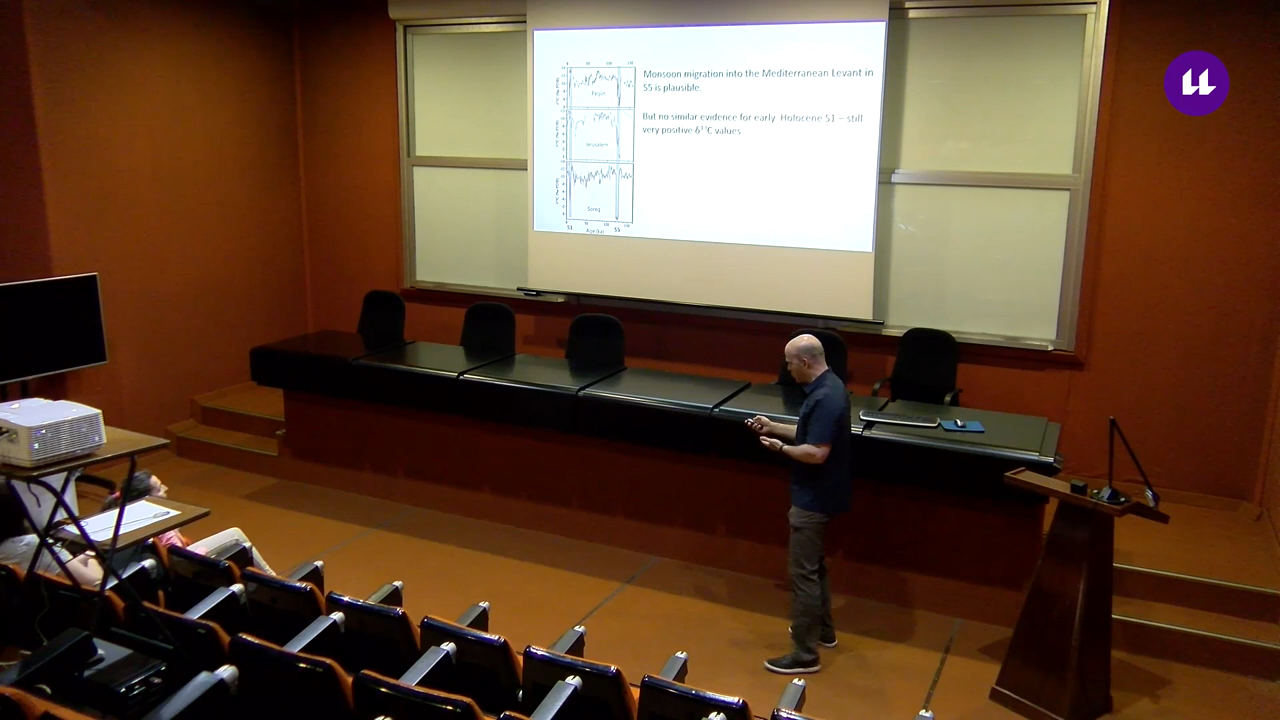 Monsoon migration into the Mediterranean Levant in
S5 is plausible.
But no similar evidence for early Holocene S1 – still
very positive δ¹³C values
Peqiin
Jerusalem
Soreq
S1 Age (ka) S5